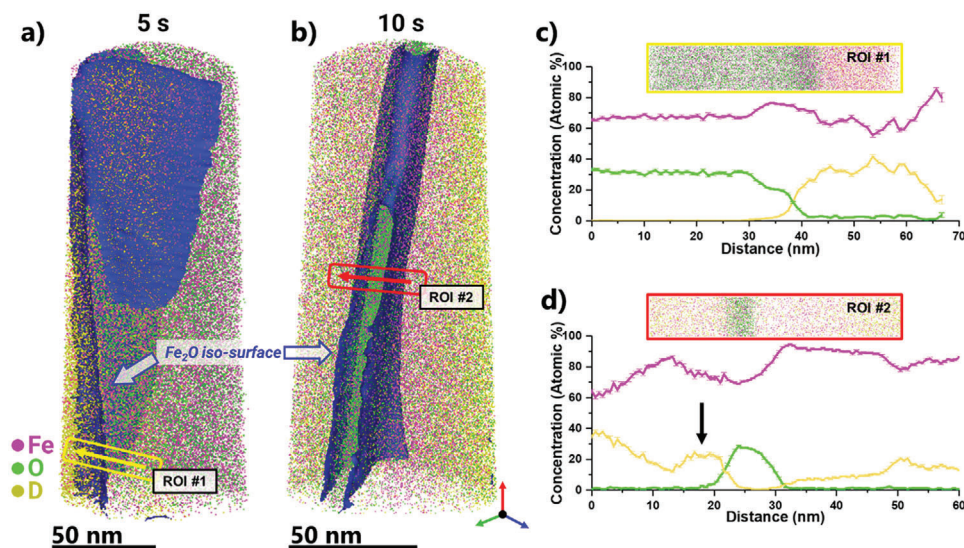 5 s
10 s
a)
b)
c)
d)
ROI #2
Fe₂O iso-surface
Fe
O
D
ROI #1
50 nm
50 nm
ROI #1
Concentration (Atomic %)
100
80
60
40
20
0
0 10 20 30 40 50 60 70
Distance (nm)
ROI #2
Concentration (Atomic %)
100
80
60
40
20
0
0 10 20 30 40 50 60
Distance (nm)